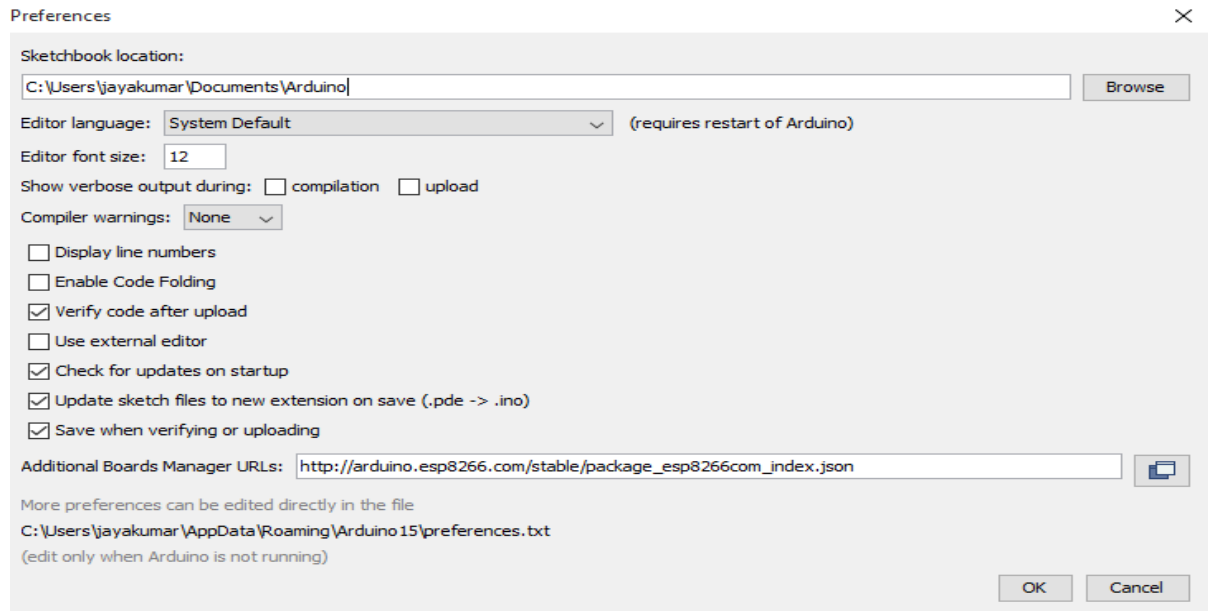 Preferences
Sketchbook location:
C:\Users\jayakumar\Documents\Arduino Browse
Editor language: System Default (requires restart of Arduino)
Editor font size: 12
Show verbose output during: compilation upload
Compiler warnings: None
Display line numbers
Enable Code Folding
Verify code after upload
Use external editor
Check for updates on startup
Update sketch files to new extension on save (.pde -> .ino)
Save when verifying or uploading
Additional Boards Manager URLs: http://arduino.esp8266.com/stable/package_esp8266com_index.json
More preferences can be edited directly in the file
C:\Users\jayakumar\AppData\Roaming\Arduino15\preferences.txt
(edit only when Arduino is not running)
OK Cancel